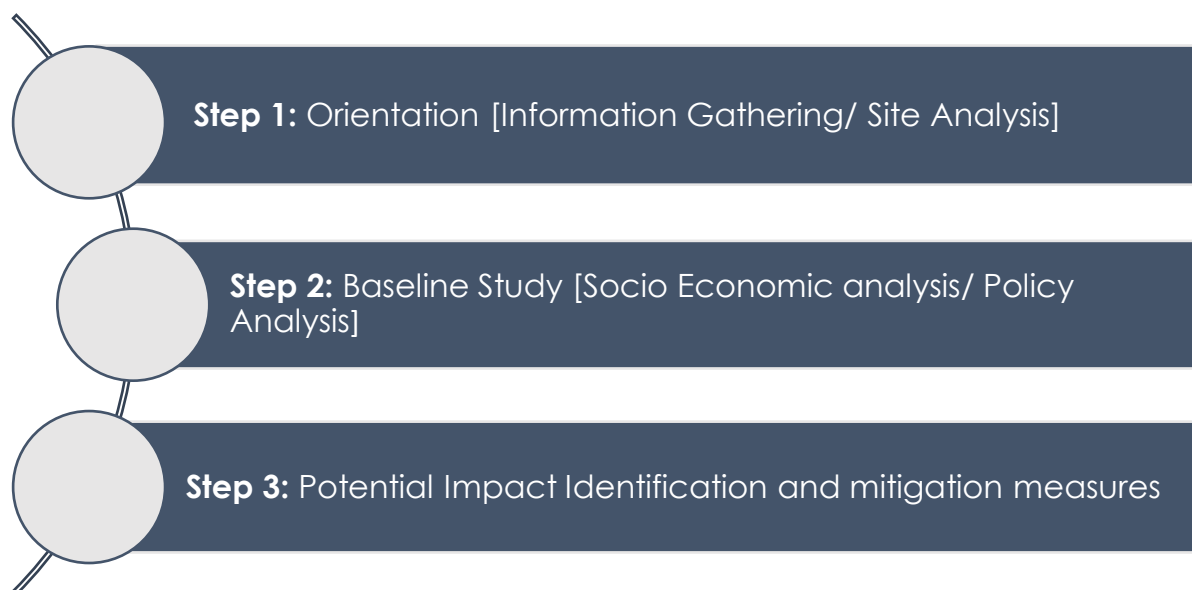 Step 1: Orientation [Information Gathering/ Site Analysis]
Step 2: Baseline Study [Socio Economic analysis/ Policy
Analysis]
Step 3: Potential Impact Identification and mitigation measures